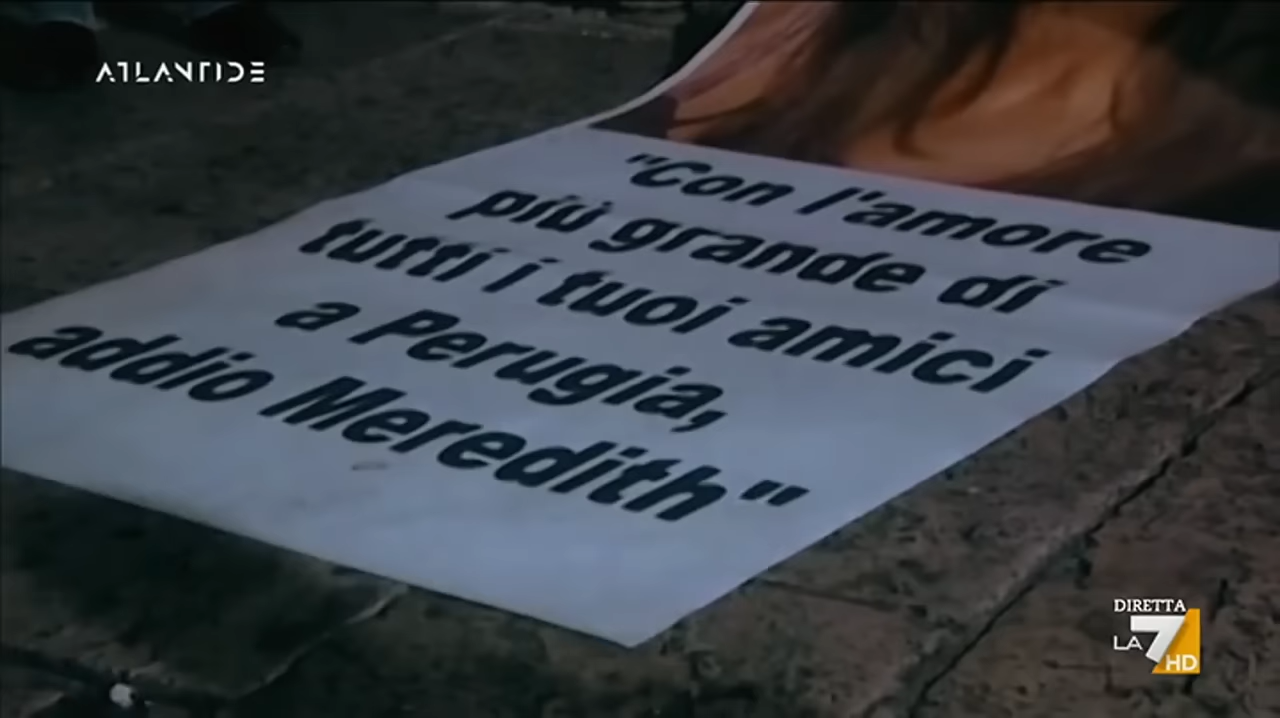 ATLANTIDE
"Con l'amore
più grande di
tutti i tuoi amici
a Perugia,
addio Meredith"
DIRETTA
LA7 HD